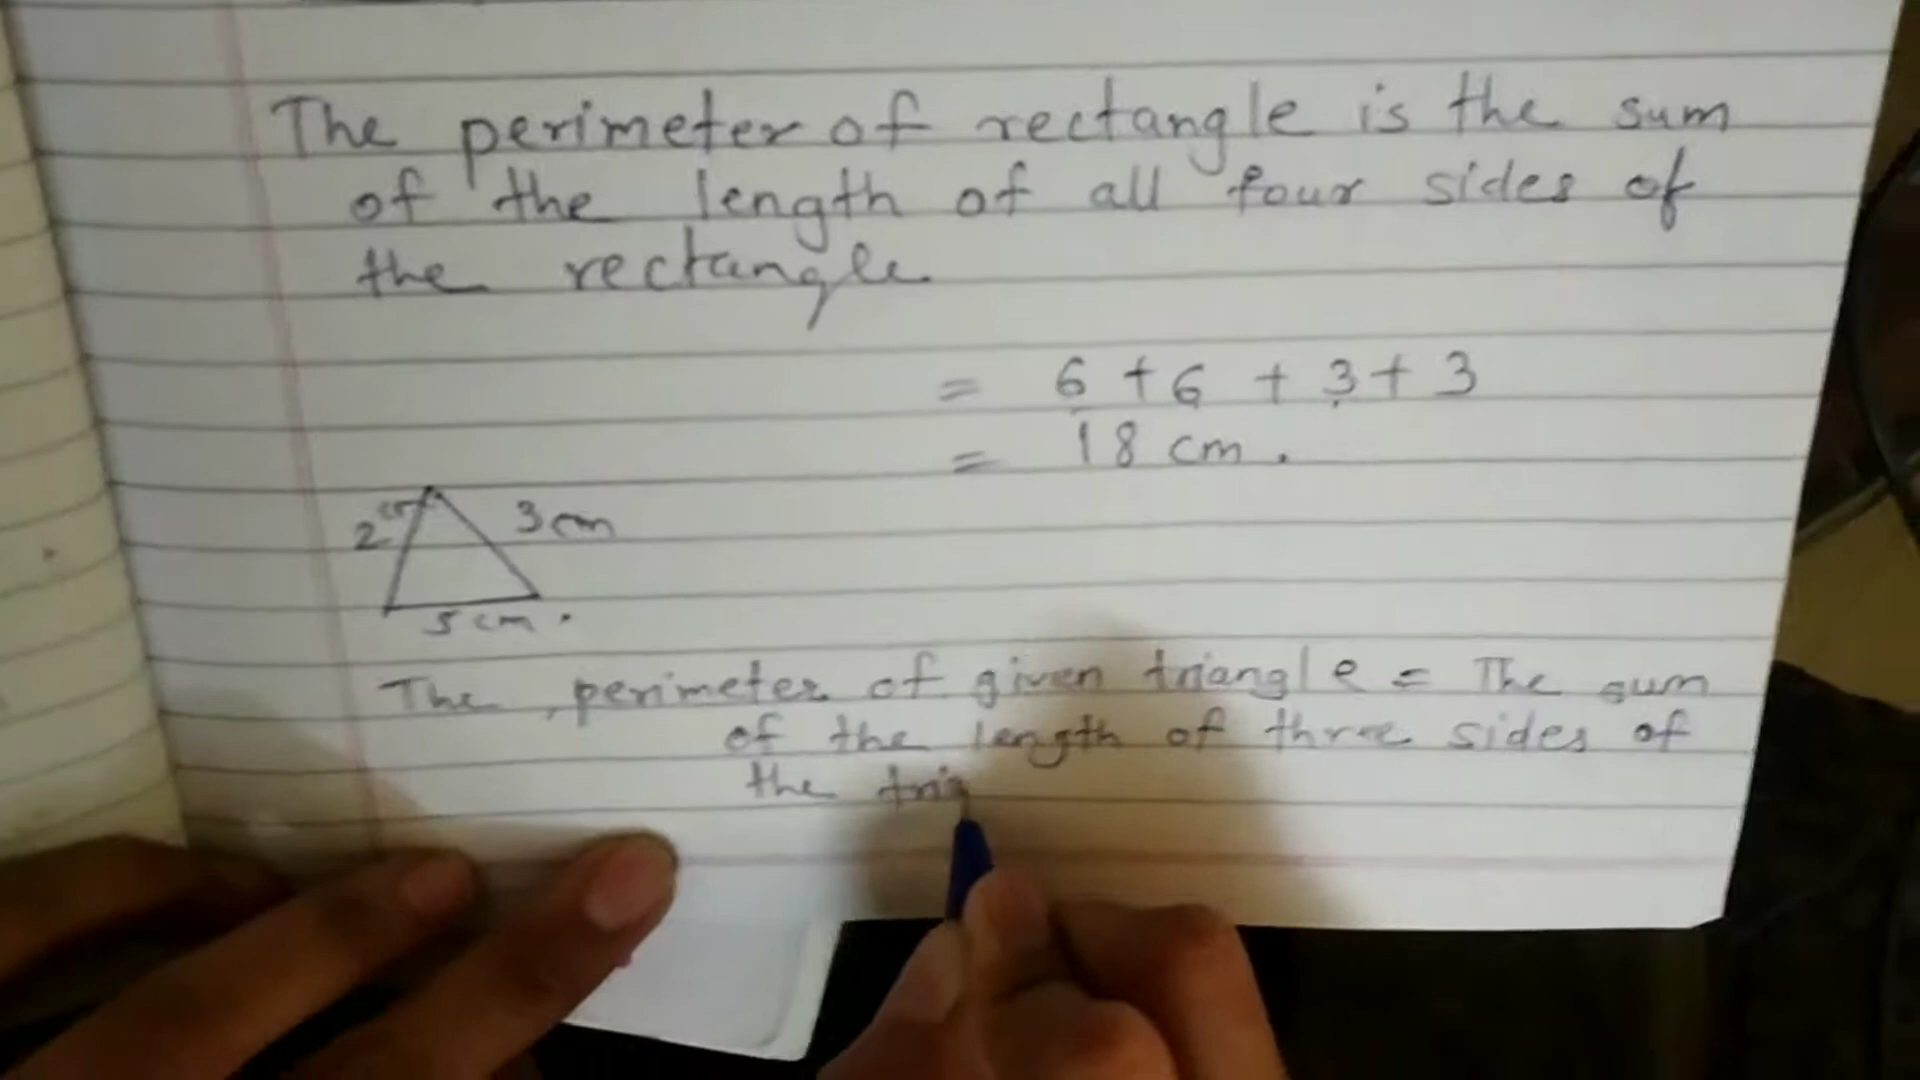 The perimeter of rectangle is the sum
of the length of all four sides of
the rectangle.
= 6 + 6 + 3 + 3
= 18 cm.
2 cm 3 cm
5 cm.
The perimeter of given triangle = The sum
of the length of three sides of
the tria